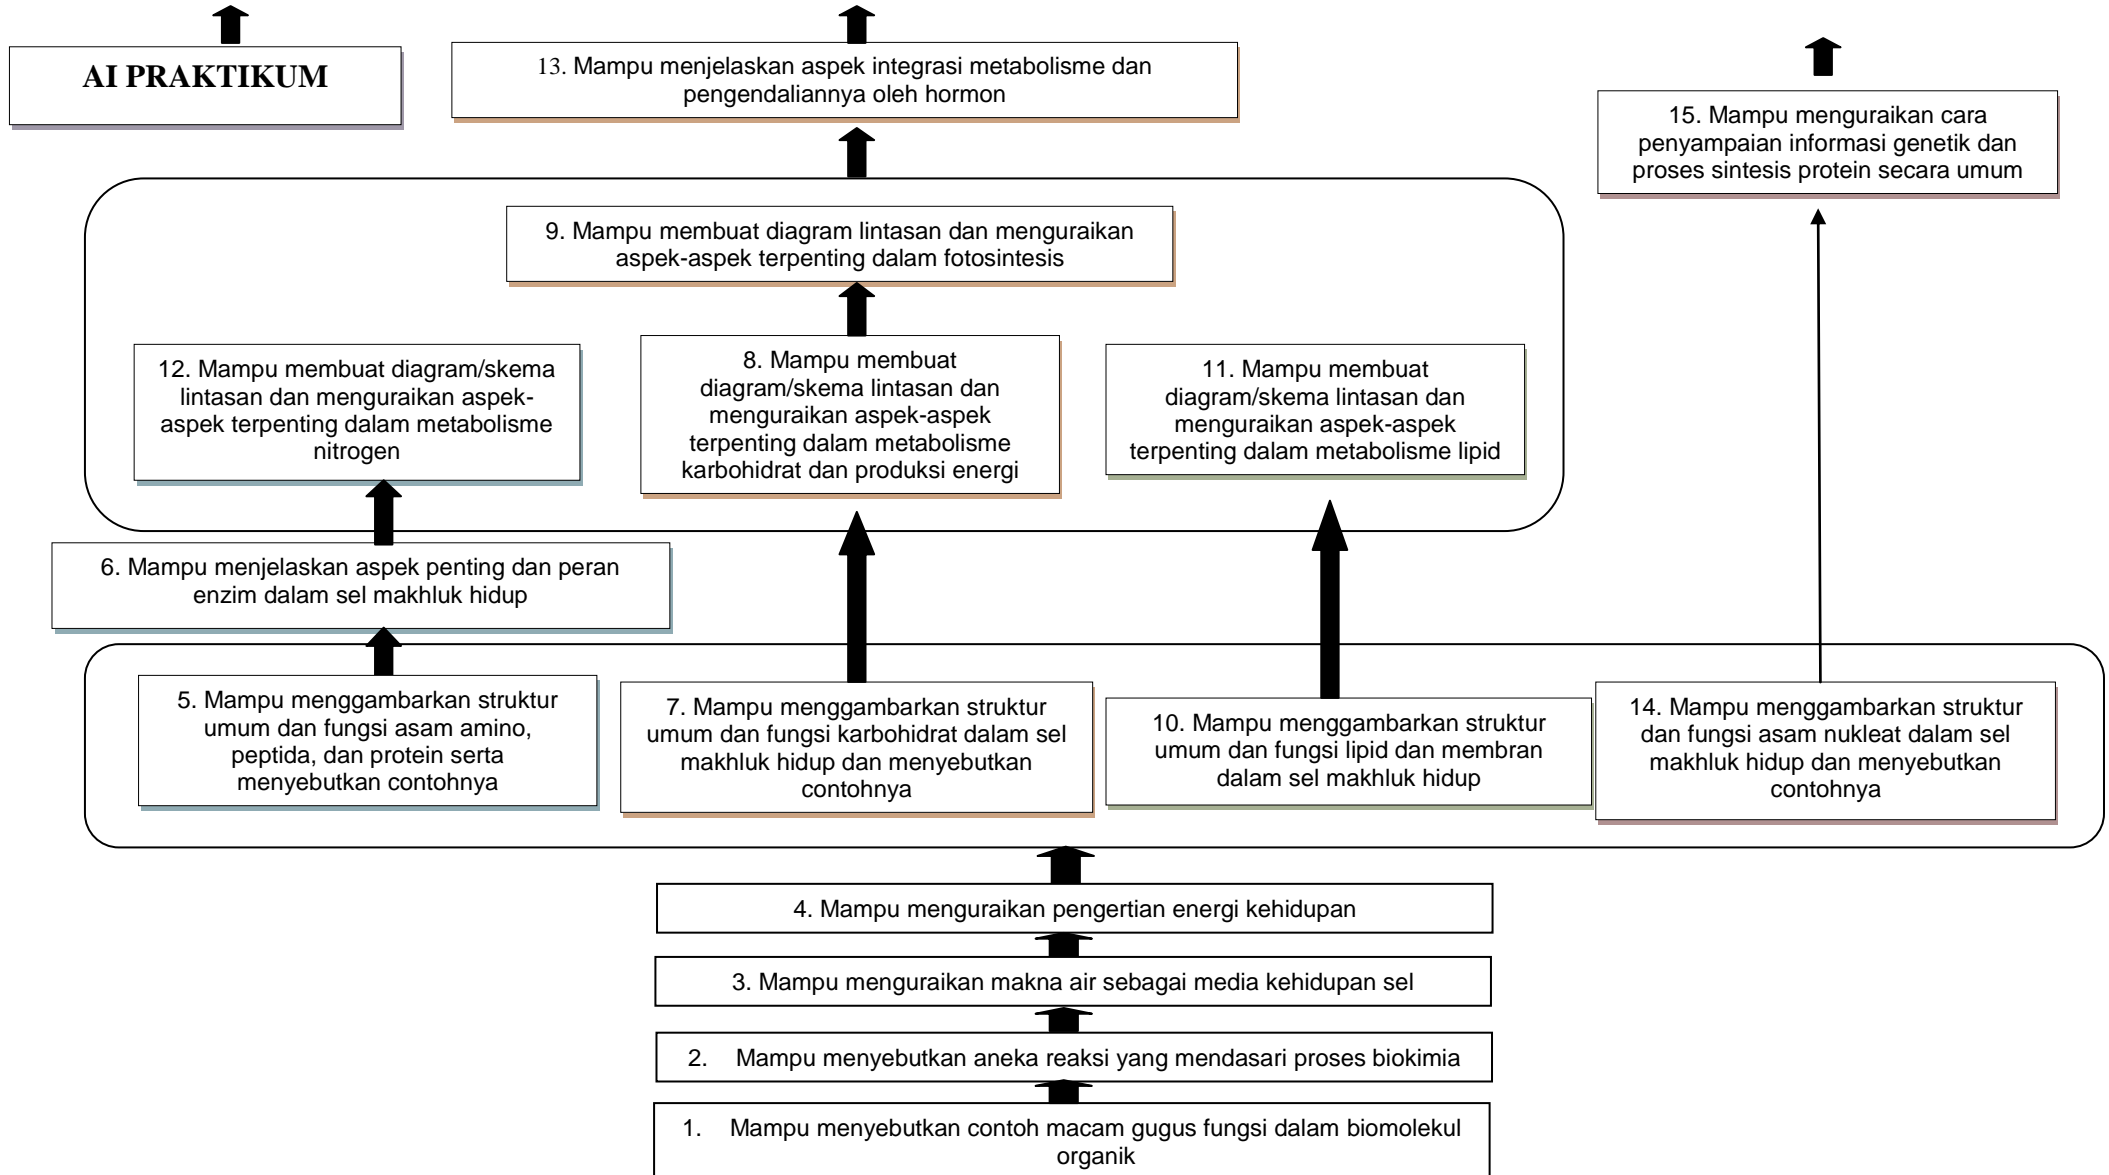 AI PRAKTIKUM
13. Mampu menjelaskan aspek integrasi metabolisme dan
pengendaliannya oleh hormon
15. Mampu menguraikan cara
penyampaian informasi genetik dan
proses sintesis protein secara umum
9. Mampu membuat diagram lintasan dan menguraikan
aspek-aspek terpenting dalam fotosintesis
12. Mampu membuat diagram/skema
lintasan dan menguraikan aspek-
aspek terpenting dalam metabolisme
nitrogen
8. Mampu membuat
diagram/skema lintasan dan
menguraikan aspek-aspek
terpenting dalam metabolisme
karbohidrat dan produksi energi
11. Mampu membuat
diagram/skema lintasan dan
menguraikan aspek-aspek
terpenting dalam metabolisme lipid
6. Mampu menjelaskan aspek penting dan peran
enzim dalam sel makhluk hidup
5. Mampu menggambarkan struktur
umum dan fungsi asam amino,
peptida, dan protein serta
menyebutkan contohnya
7. Mampu menggambarkan struktur
umum dan fungsi karbohidrat dalam sel
makhluk hidup dan menyebutkan
contohnya
10. Mampu menggambarkan struktur
umum dan fungsi lipid dan membran
dalam sel makhluk hidup
14. Mampu menggambarkan struktur
dan fungsi asam nukleat dalam sel
makhluk hidup dan menyebutkan
contohnya
4. Mampu menguraikan pengertian energi kehidupan
3. Mampu menguraikan makna air sebagai media kehidupan sel
2. Mampu menyebutkan aneka reaksi yang mendasari proses biokimia
1. Mampu menyebutkan contoh macam gugus fungsi dalam biomolekul
organik